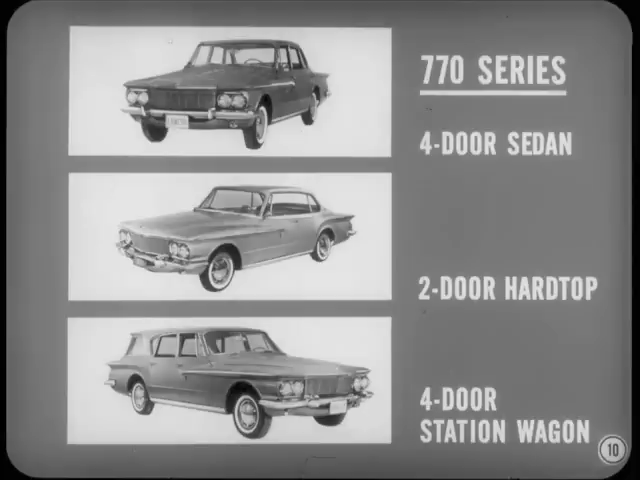 770 SERIES
4-DOOR SEDAN
2-DOOR HARDTOP
4-DOOR
STATION WAGON
10